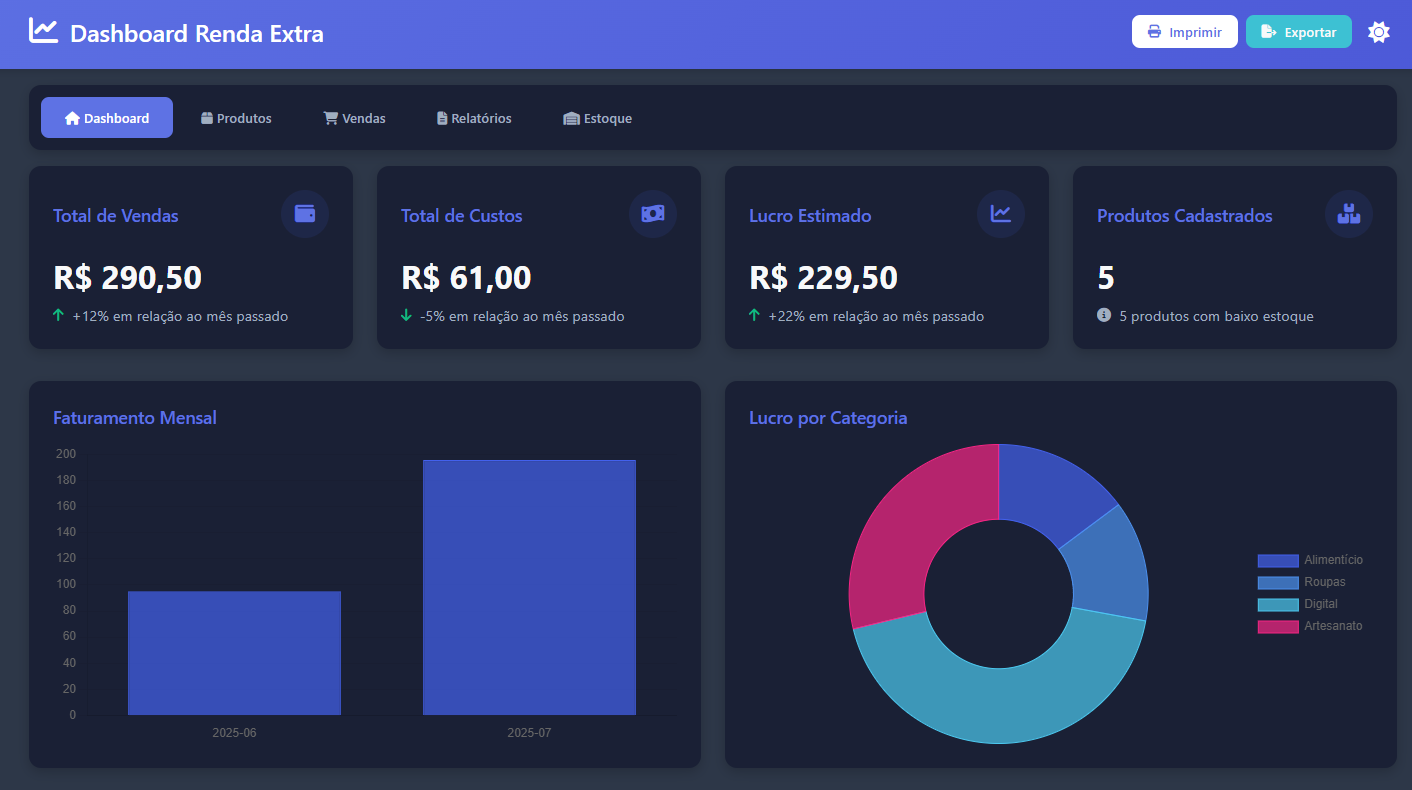 Dashboard Renda Extra
Imprimir
Exportar
Dashboard
Produtos
Vendas
Relatórios
Estoque
Total de Vendas
R$ 290,50
+12% em relação ao mês passado
Total de Custos
R$ 61,00
-5% em relação ao mês passado
Lucro Estimado
R$ 229,50
+22% em relação ao mês passado
Produtos Cadastrados
5
5 produtos com baixo estoque
Faturamento Mensal
200
180
160
140
120
100
80
60
40
20
0
2025-06
2025-07
Lucro por Categoria
Alimentício
Roupas
Digital
Artesanato